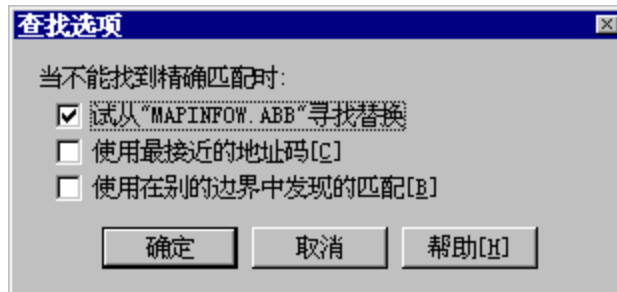 查找选项
当不能找到精确匹配时:
试从“MAPINFOW.ABB“寻找替换
使用最接近的地址码[C]
使用在别的边界中发现的匹配[B]
确定 取消 帮助[H]